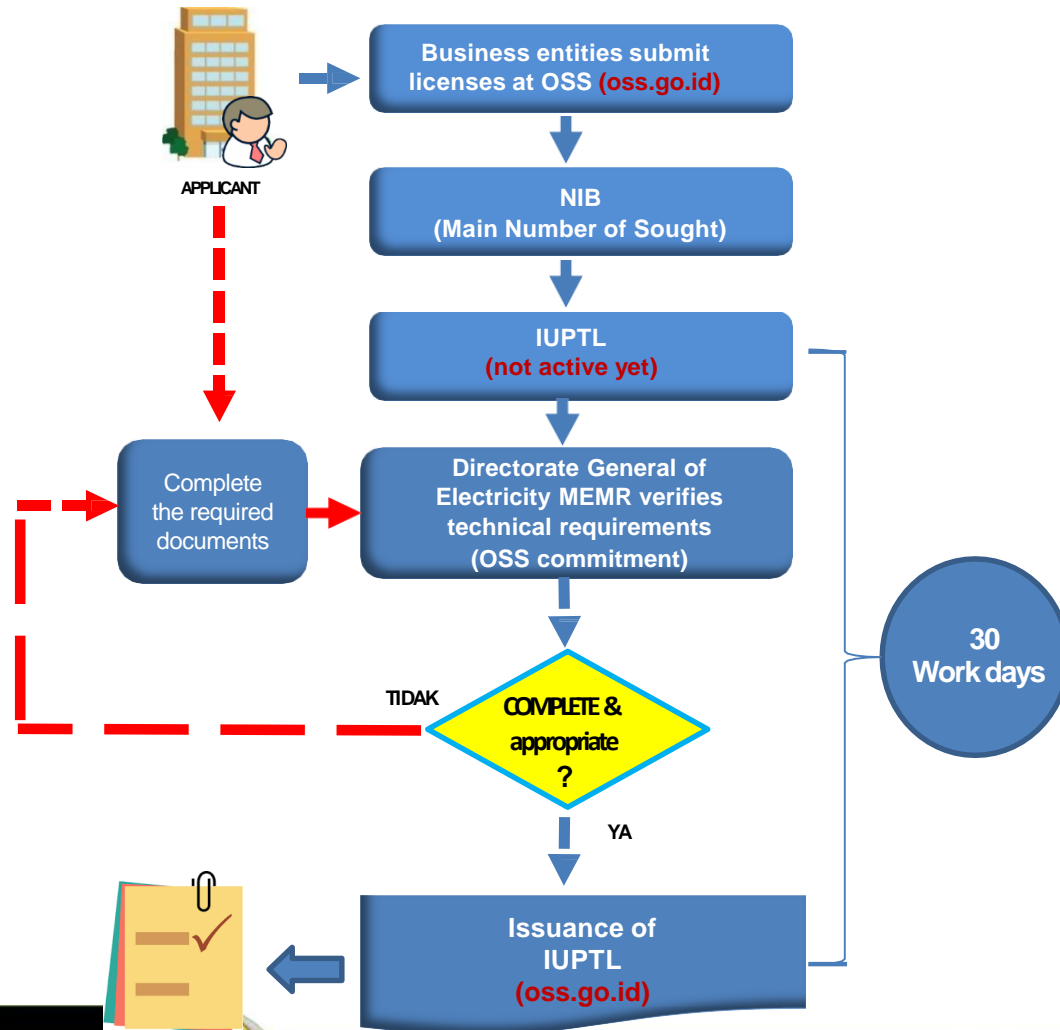 Business entities submit
licenses at OSS (oss.go.id)
APPLICANT
NIB
(Main Number of Sought)
IUPTL
(not active yet)
Complete
the required
documents
Directorate General of
Electricity MEMR verifies
technical requirements
(OSS commitment)
30
Work days
TIDAK
COMPLETE &
appropriate
?
YA
Issuance of
IUPTL
(oss.go.id)